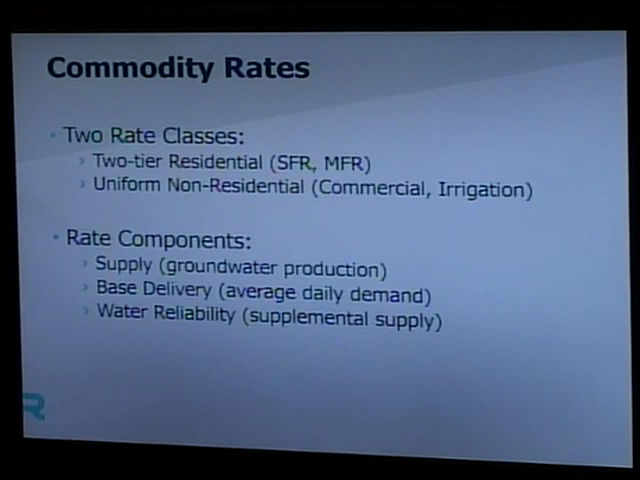 Commodity Rates
Two Rate Classes:
Two-tier Residential (SFR, MFR)
Uniform Non-Residential (Commercial, Irrigation)
Rate Components:
Supply (groundwater production)
Base Delivery (average daily demand)
Water Reliability (supplemental supply)
R